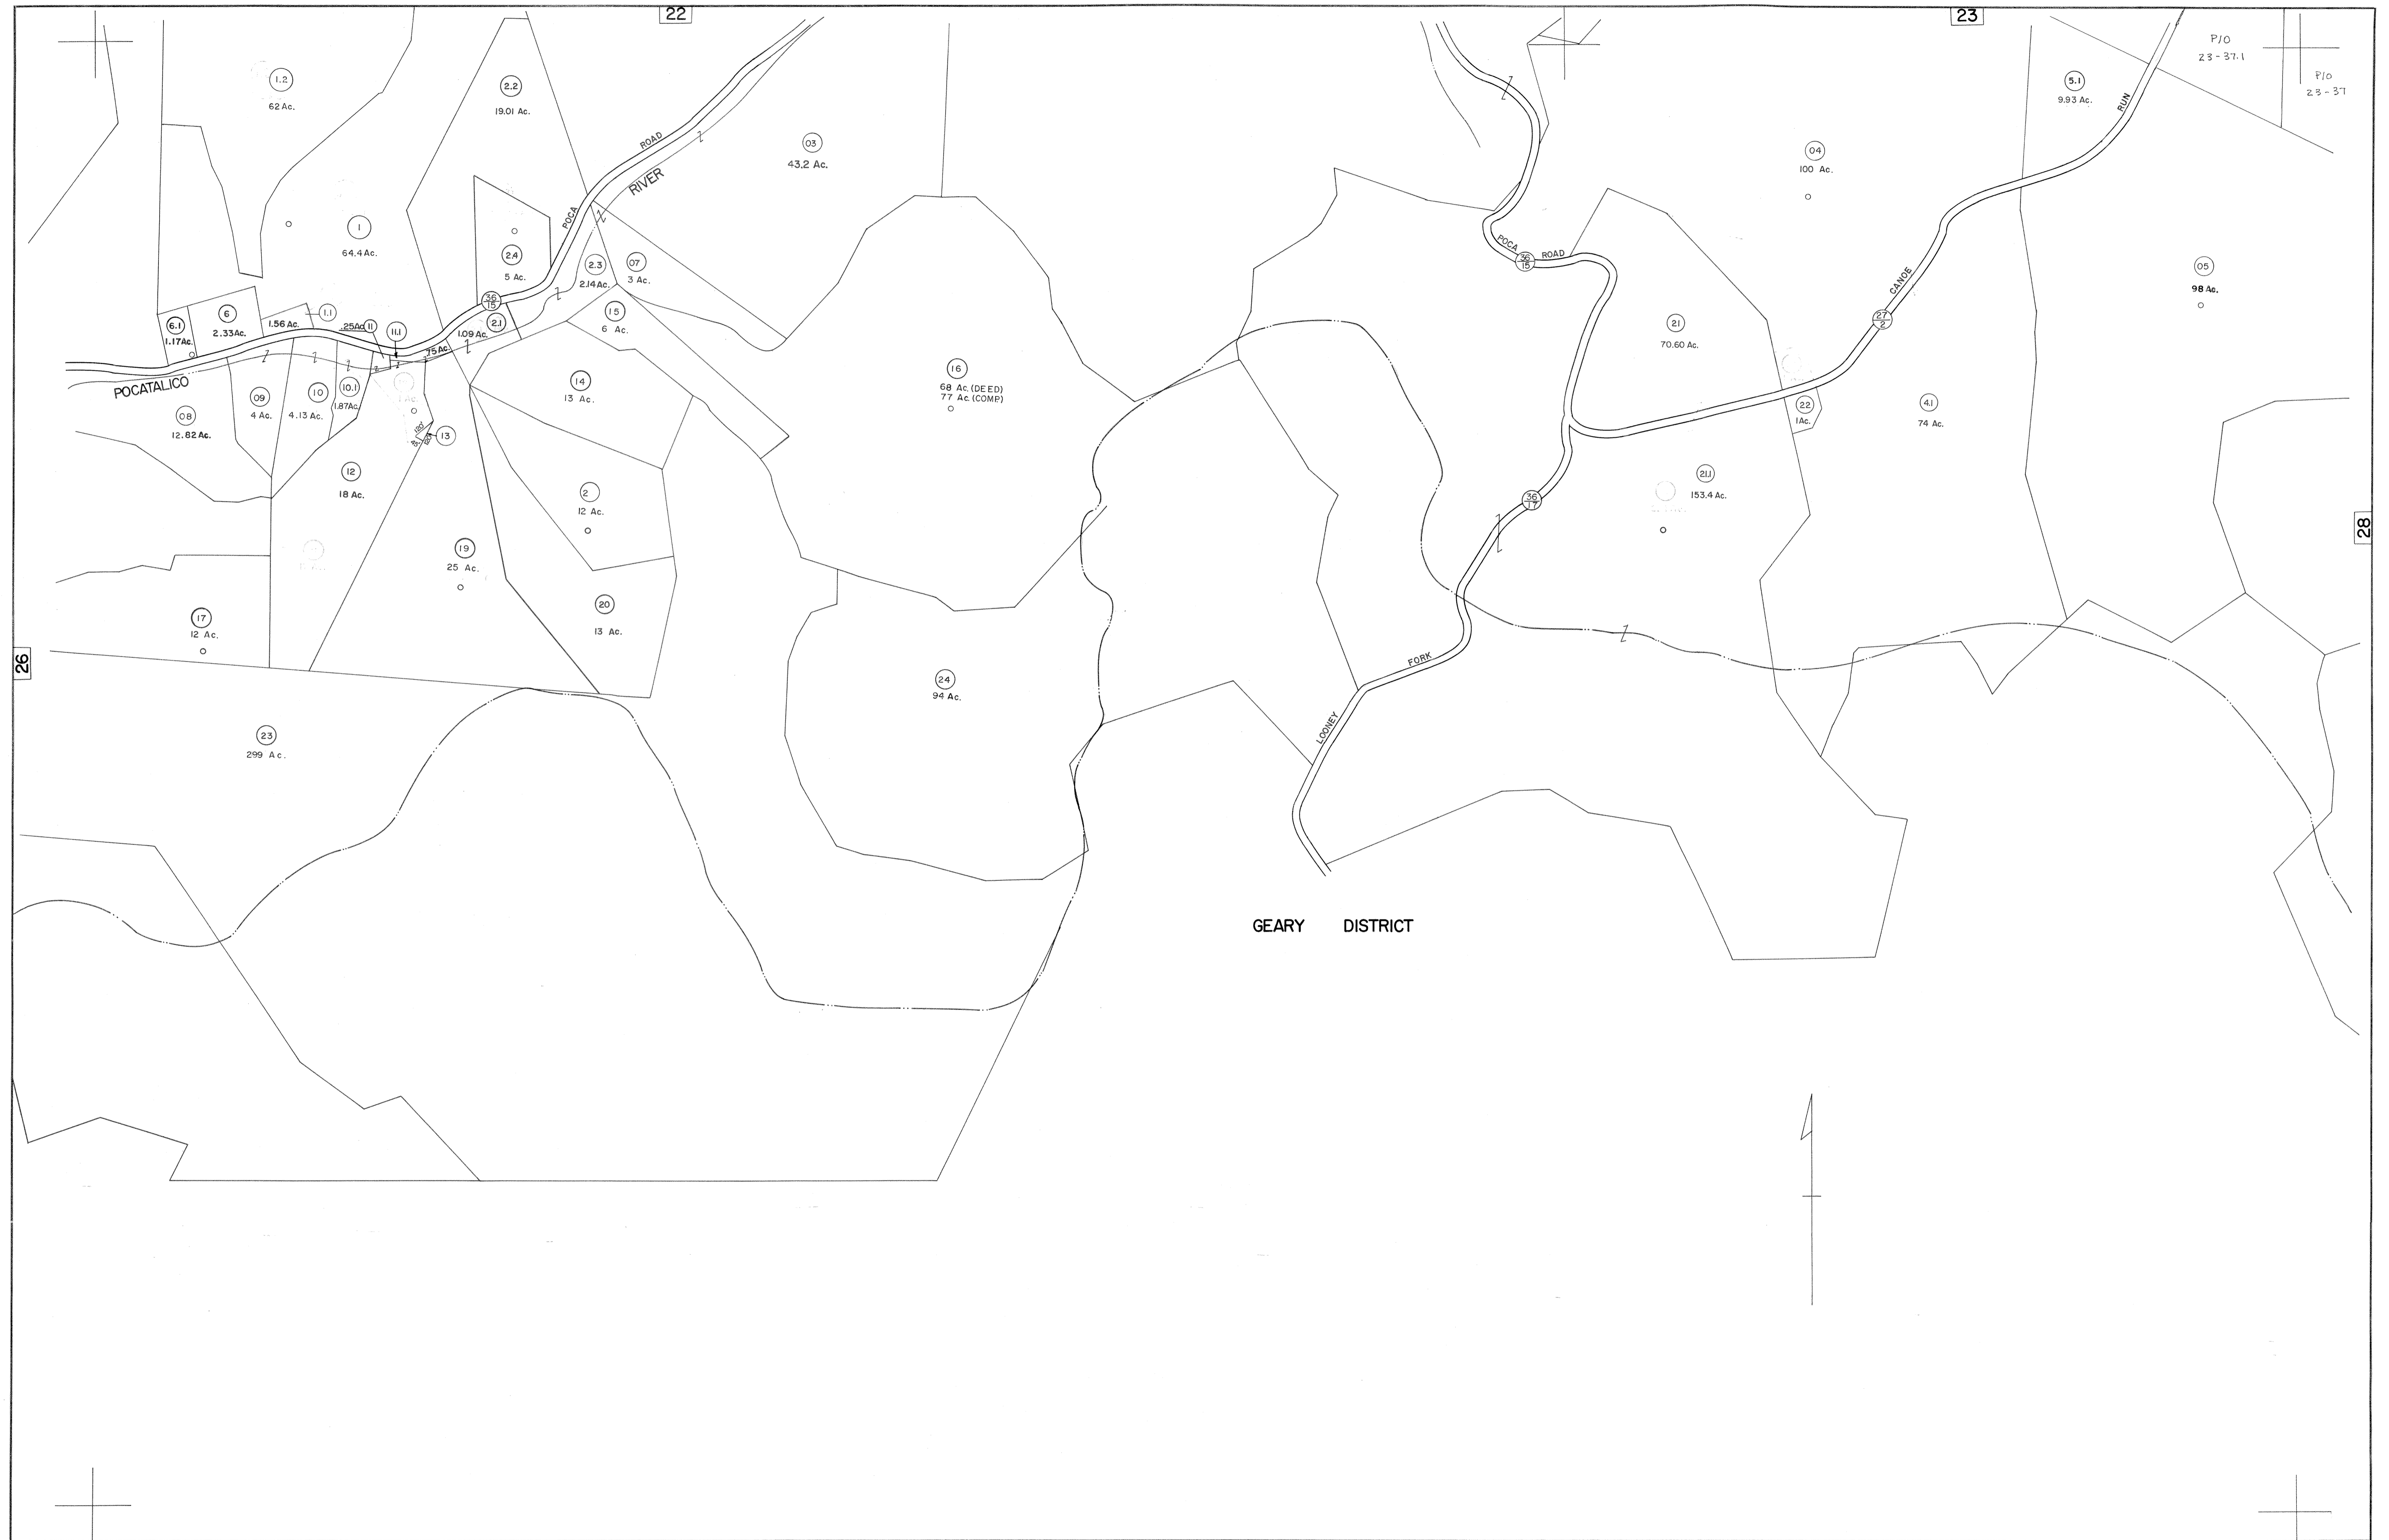 22
23
P/O
23-37.1
P/O
23-37
1.2
62 Ac.
2.2
19.01 Ac.
5.1
9.93 Ac.
RUN
ROAD
03
43.2 Ac.
04
100 Ac.
RIVER
POCA
1
64.4 Ac.
2.4
5 Ac.
2.3
2.14 Ac.
07
3 Ac.
POCA
36
15
ROAD
05
98 Ac.
CANOE
27
2
36
15
6.1
1.17 Ac.
6
2.33 Ac.
1.56 Ac.
1.1
.25 Ac
11
11.1
1.09 Ac.
2.1
.75 Ac.
15
6 Ac.
21
70.60 Ac.
POCATALICO
08
12.82 Ac.
09
4 Ac.
10
4.13 Ac.
10.1
1.87 Ac.
14
13 Ac.
16
68 Ac. (DEED)
77 Ac. (COMP)
22
1 Ac.
4.1
74 Ac.
120'
13
12
18 Ac.
2
12 Ac.
21.1
153.4 Ac.
36
17
28
19
25 Ac.
17
12 Ac.
20
13 Ac.
26
24
94 Ac.
FORK
LOONEY
23
299 Ac.
GEARY DISTRICT